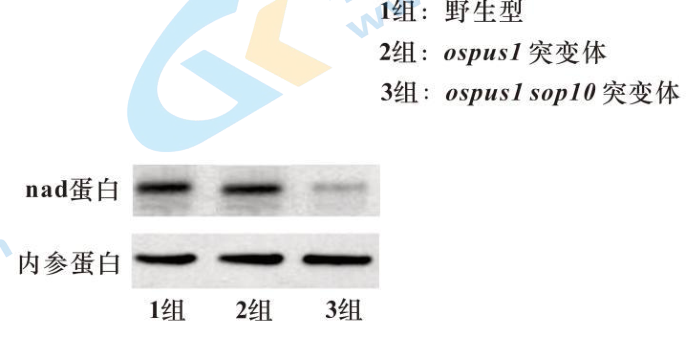 1组：野生型
2组：ospus1 突变体
3组：ospus1 sop10 突变体
nad蛋白
内参蛋白
1组 2组 3组